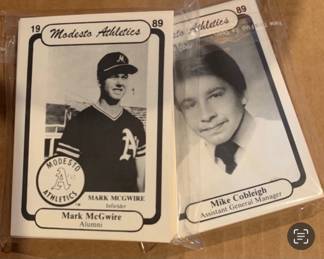 19 Modesto Athletics 89
A
A
MODESTO
A
ATHLETICS
MARK MCGWIRE
Infielder
Mark McGwire
Alumni
Modesto Athletics 89
Mike Cobleigh
Assistant General Manager